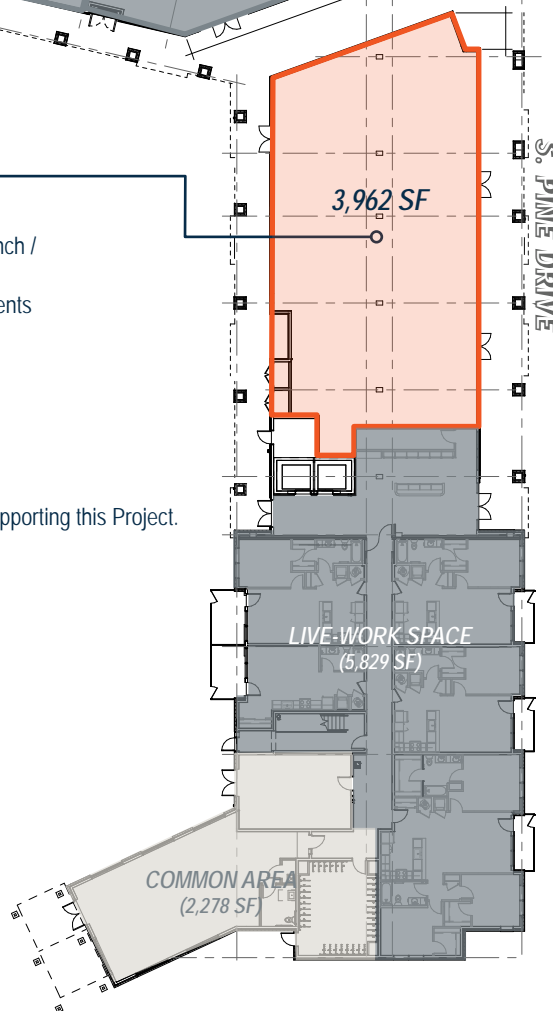 3,962 SF
S. PINE DRIVE
/
ents
pporting this Project.
LIVE-WORK SPACE
(5,829 SF)
COMMON AREA
(2,278 SF)